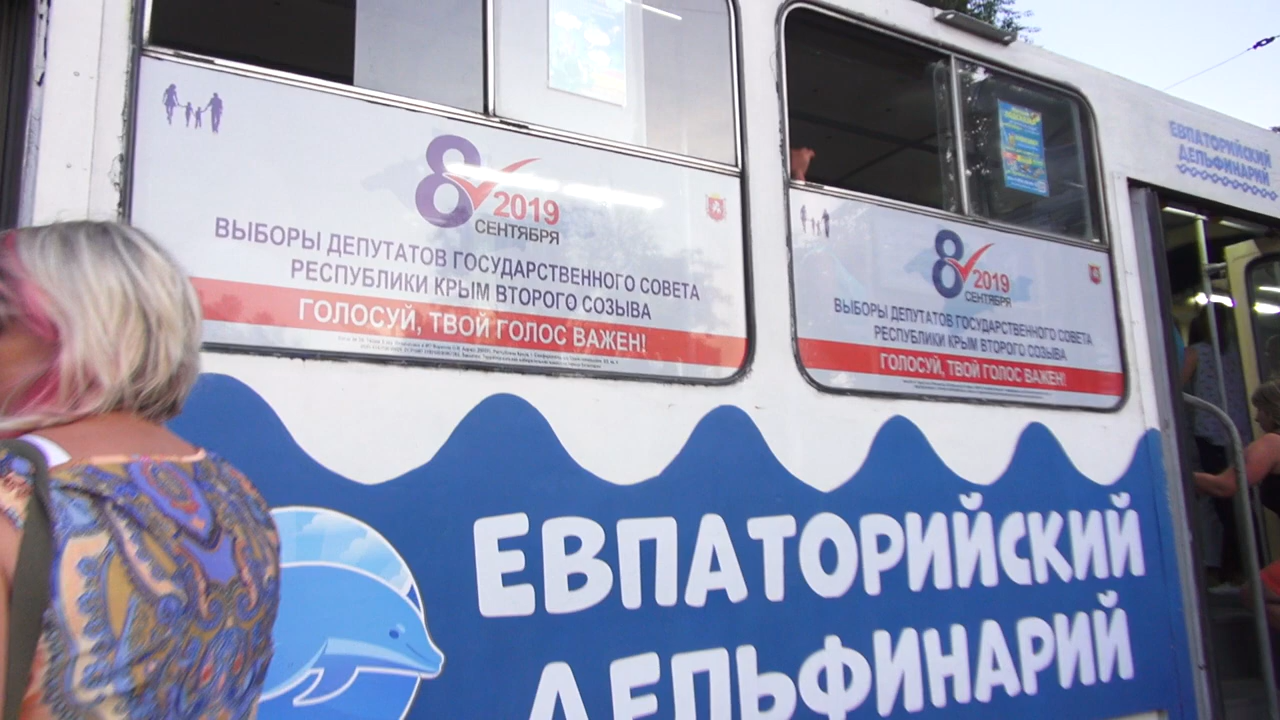 8 2019
СЕНТЯБРЯ
ВЫБОРЫ ДЕПУТАТОВ ГОСУДАРСТВЕННОГО СОВЕТА
РЕСПУБЛИКИ КРЫМ ВТОРОГО СОЗЫВА
ГОЛОСУЙ, ТВОЙ ГОЛОС ВАЖЕН!
8 2019
СЕНТЯБРЯ
ВЫБОРЫ ДЕПУТАТОВ ГОСУДАРСТВЕННОГО СОВЕТА
РЕСПУБЛИКИ КРЫМ ВТОРОГО СОЗЫВА
ГОЛОСУЙ, ТВОЙ ГОЛОС ВАЖЕН!
ЕВПАТОРИЙСКИЙ
ДЕЛЬФИНАРИЙ
ЕВПАТОРИЙСКИЙ
ДЕЛЬФИНАРИЙ